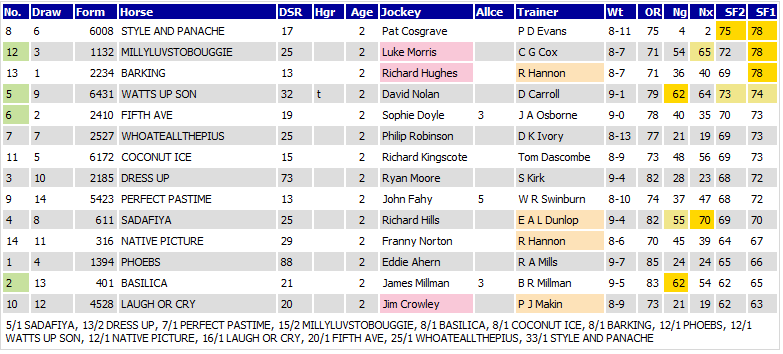 No. Draw Form Horse DSR Hgr Age Jockey Allce Trainer Wt OR Ng Nx SF2 SF1
8 6 6008 STYLE AND PANACHE 17 2 Pat Cosgrave P D Evans 8-11 75 4 2 75 78
12 3 1132 MILLYLUVSTOBOUGGIE 25 2 Luke Morris C G Cox 8-7 71 54 65 72 78
13 1 2234 BARKING 13 2 Richard Hughes R Hannon 8-7 71 36 40 69 78
5 9 6431 WATTS UP SON 32 t 2 David Nolan D Carroll 9-1 79 62 64 73 74
6 2 2410 FIFTH AVE 19 2 Sophie Doyle 3 J A Osborne 9-0 78 40 35 70 73
7 7 2527 WHOATEALLTHEPIUS 25 2 Philip Robinson D K Ivory 8-13 77 21 19 69 73
11 5 6172 COCONUT ICE 15 2 Richard Kingscote Tom Dascombe 8-9 73 48 56 69 73
3 10 2185 DRESS UP 73 2 Ryan Moore S Kirk 9-4 82 28 23 68 72
9 14 5423 PERFECT PASTIME 13 2 John Fahy 5 W R Swinburn 8-10 74 37 47 68 72
4 8 611 SADAFIYA 25 2 Richard Hills E A L Dunlop 9-4 82 55 70 65 71
14 11 316 NATIVE PICTURE 29 2 Franny Norton R Hannon 8-6 70 45 39 64 67
1 4 1394 PHOEBS 88 2 Eddie Ahern R A Mills 9-7 85 24 24 65 66
2 13 401 BASILICA 21 2 James Millman 3 B R Millman 9-5 83 62 54 62 65
10 12 4528 LAUGH OR CRY 20 2 Jim Crowley P J Makin 8-9 73 21 19 62 63
5/1 SADAFIYA, 13/2 DRESS UP, 7/1 PERFECT PASTIME, 15/2 MILLYLUVSTOBOUGGIE, 8/1 BASILICA, 8/1 COCONUT ICE, 8/1 BARKING, 12/1 PHOEBS, 12/1
WATTS UP SON, 12/1 NATIVE PICTURE, 16/1 LAUGH OR CRY, 20/1 FIFTH AVE, 25/1 WHOATEALLTHEPIUS, 33/1 STYLE AND PANACHE